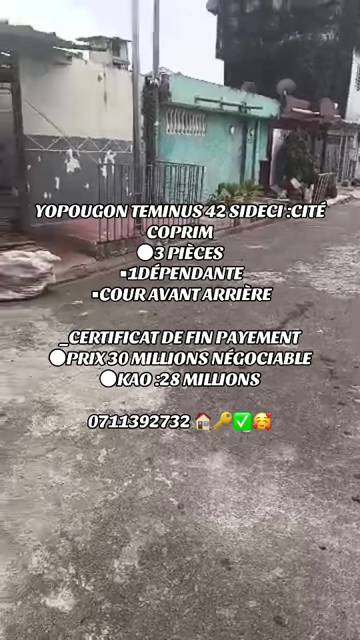 YOPOUGON TEMINUS 42 SIDECI :CITÉ
COPRIM
⚪3 PIÈCES
▪1DÉPENDANTE
▪COUR AVANT ARRIÈRE
_CERTIFICAT DE FIN PAYEMENT
⚪PRIX 30 MILLIONS NÉGOCIABLE
⚪KAO :28 MILLIONS
0711392732 🏠🔑✅🥰